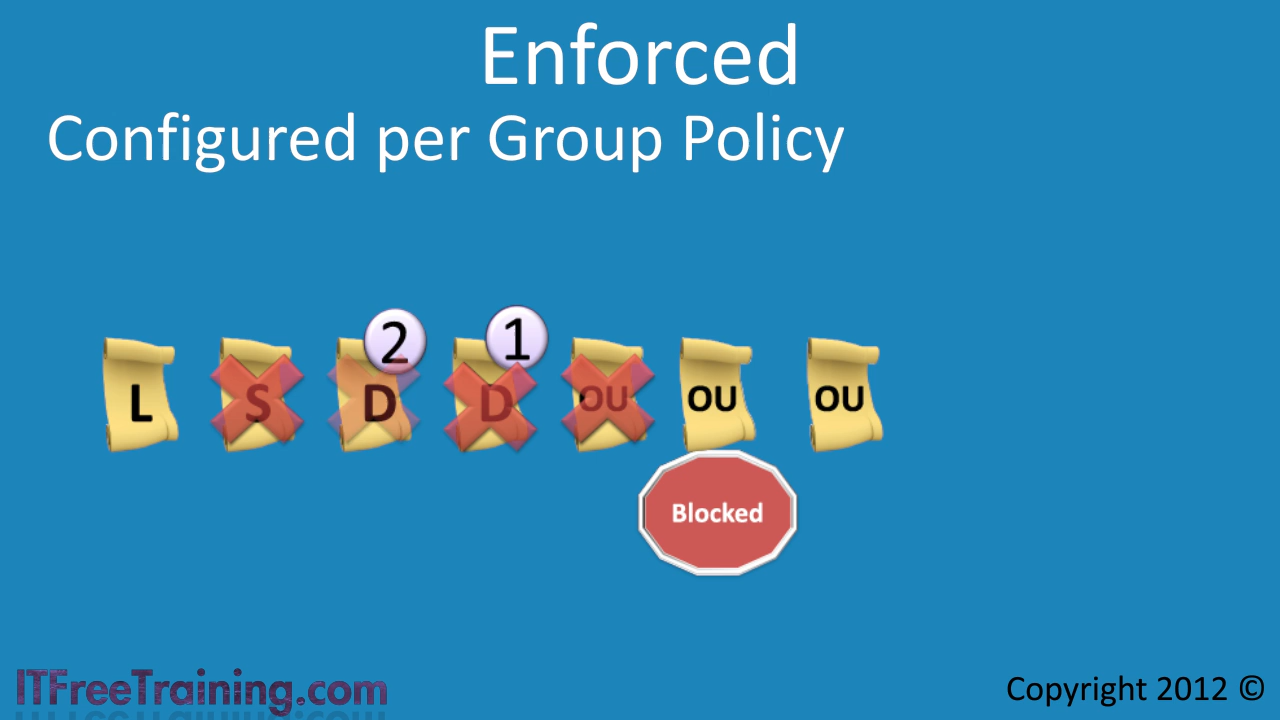 Enforced
Configured per Group Policy
2 1
L S D D OU OU OU
Blocked
ITFreeTraining.com
Copyright 2012 ©